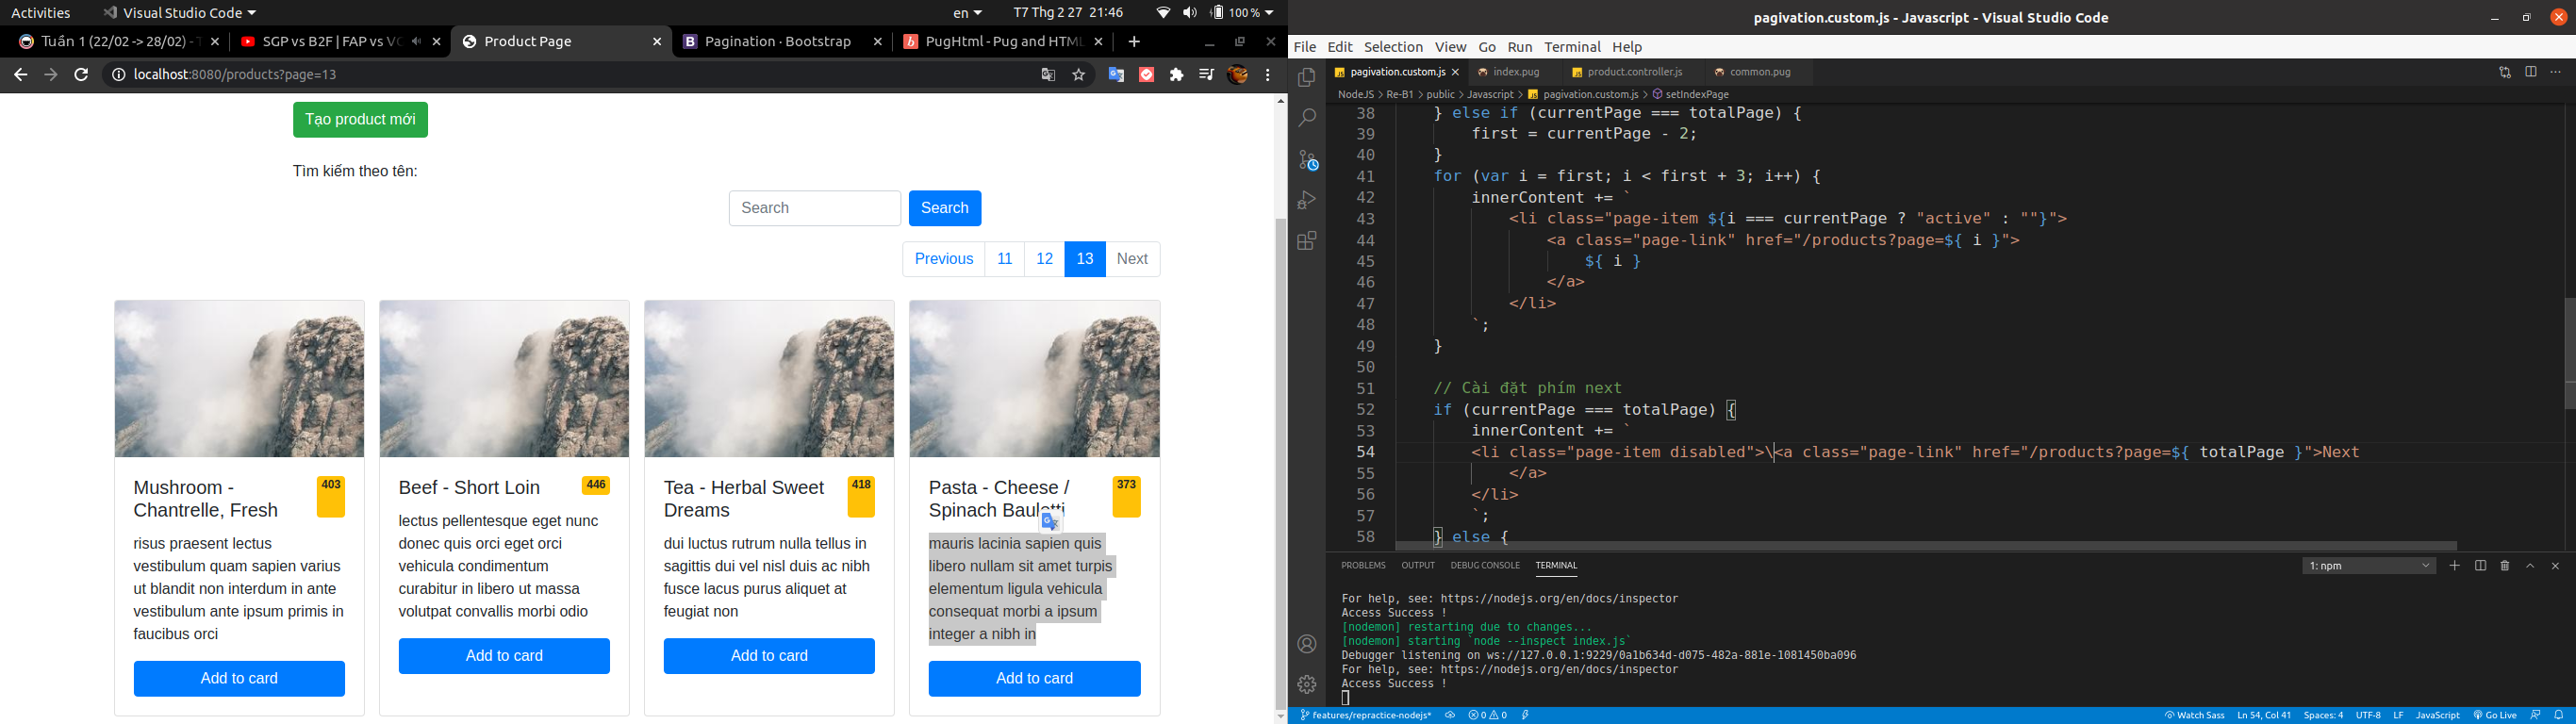 Activities
Visual Studio Code
en
T7 Thg 2 27 21:46
100 %
Tuần 1 (22/02 -> 28/02) - T
SGP vs B2F | FAP vs VG
Product Page
Pagination · Bootstrap
PugHtml - Pug and HTML
localhost:8080/products?page=13
Tạo product mới
Tìm kiếm theo tên:
Search
Search
Previous
11
12
13
Next
Mushroom -
Chantrelle, Fresh
403
risus praesent lectus
vestibulum quam sapien varius
ut blandit non interdum in ante
vestibulum ante ipsum primis in
faucibus orci
Add to card
Beef - Short Loin
446
lectus pellentesque eget nunc
donec quis orci eget orci
vehicula condimentum
curabitur in libero ut massa
volutpat convallis morbi odio
Add to card
Tea - Herbal Sweet
Dreams
418
dui luctus rutrum nulla tellus in
sagittis dui vel nisl duis ac nibh
fusce lacus purus aliquet at
feugiat non
Add to card
Pasta - Cheese /
Spinach Bauletti
373
mauris lacinia sapien quis
libero nullam sit amet turpis
elementum ligula vehicula
consequat morbi a ipsum
integer a nibh in
Add to card
pagivation.custom.js - Javascript - Visual Studio Code
File Edit Selection View Go Run Terminal Help
pagivation.custom.js
index.pug
product.controller.js
common.pug
NodeJS > Re-B1 > public > Javascript > pagivation.custom.js > setIndexPage
38 } else if (currentPage === totalPage) {
39 first = currentPage - 2;
40 }
41 for (var i = first; i < first + 3; i++) {
42 innerContent += `
43 <li class="page-item ${i === currentPage ? "active" : ""}">
44 <a class="page-link" href="/products?page=${ i }">
45 ${ i }
46 </a>
47 </li>
48 `;
49 }
50
51 // Cài đặt phím next
52 if (currentPage === totalPage) {
53 innerContent += `
54 <li class="page-item disabled">\<a class="page-link" href="/products?page=${ totalPage }">Next
55 </a>
56 </li>
57 `;
58 } else {
PROBLEMS
OUTPUT
DEBUG CONSOLE
TERMINAL
1: npm
For help, see: https://nodejs.org/en/docs/inspector
Access Success !
[nodemon] restarting due to changes...
[nodemon] starting `node --inspect index.js`
Debugger listening on ws://127.0.0.1:9229/0a1b634d-d075-482a-881e-1081450ba096
For help, see: https://nodejs.org/en/docs/inspector
Access Success !
features/repractice-nodejs*
0
0
Watch Sass
Ln 54, Col 41
Spaces: 4
UTF-8
LF
JavaScript
Go Live